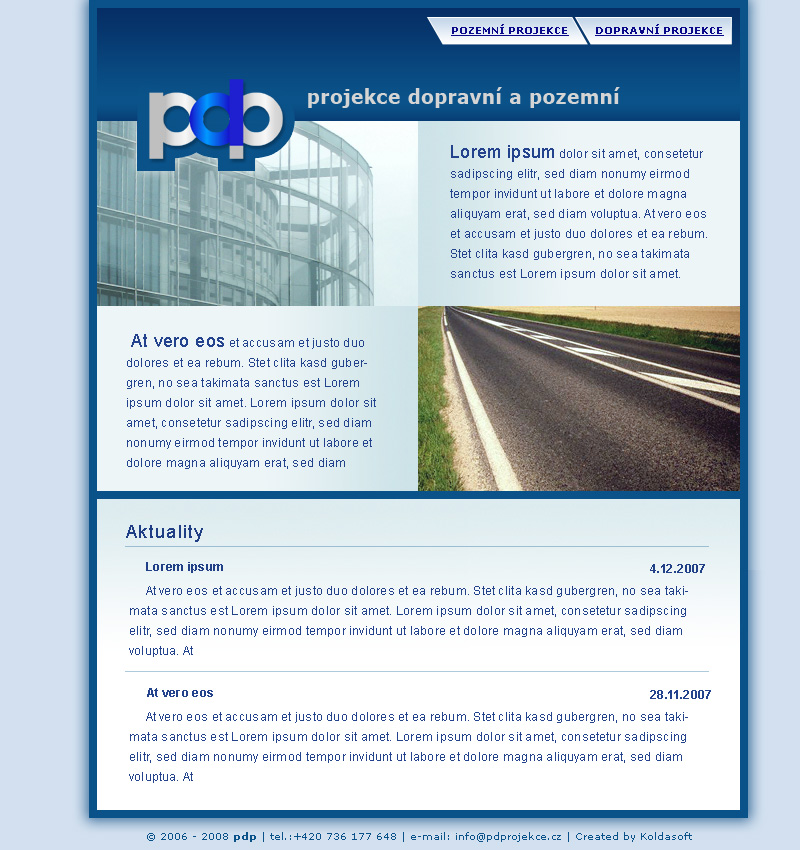 POZEMNÍ PROJEKCE DOPRAVNÍ PROJEKCE
pdp
projekce dopravní a pozemní
Lorem ipsum dolor sit amet, consetetur
sadipscing elitr, sed diam nonumy eirmod
tempor invidunt ut labore et dolore magna
aliquyam erat, sed diam voluptua. At vero eos
et accusam et justo duo dolores et ea rebum.
Stet clita kasd gubergren, no sea takimata
sanctus est Lorem ipsum dolor sit amet.
At vero eos et accusam et justo duo
dolores et ea rebum. Stet clita kasd guber-
gren, no sea takimata sanctus est Lorem
ipsum dolor sit amet. Lorem ipsum dolor sit
amet, consetetur sadipscing elitr, sed diam
nonumy eirmod tempor invidunt ut labore et
dolore magna aliquyam erat, sed diam
Aktuality
Lorem ipsum 4.12.2007
At vero eos et accusam et justo duo dolores et ea rebum. Stet clita kasd gubergren, no sea taki-
mata sanctus est Lorem ipsum dolor sit amet. Lorem ipsum dolor sit amet, consetetur sadipscing
elitr, sed diam nonumy eirmod tempor invidunt ut labore et dolore magna aliquyam erat, sed diam
voluptua. At
At vero eos 28.11.2007
At vero eos et accusam et justo duo dolores et ea rebum. Stet clita kasd gubergren, no sea taki-
mata sanctus est Lorem ipsum dolor sit amet. Lorem ipsum dolor sit amet, consetetur sadipscing
elitr, sed diam nonumy eirmod tempor invidunt ut labore et dolore magna aliquyam erat, sed diam
voluptua. At
© 2006 - 2008 pdp | tel.:+420 736 177 648 | e-mail: info@pdprojekce.cz | Created by Koldasoft